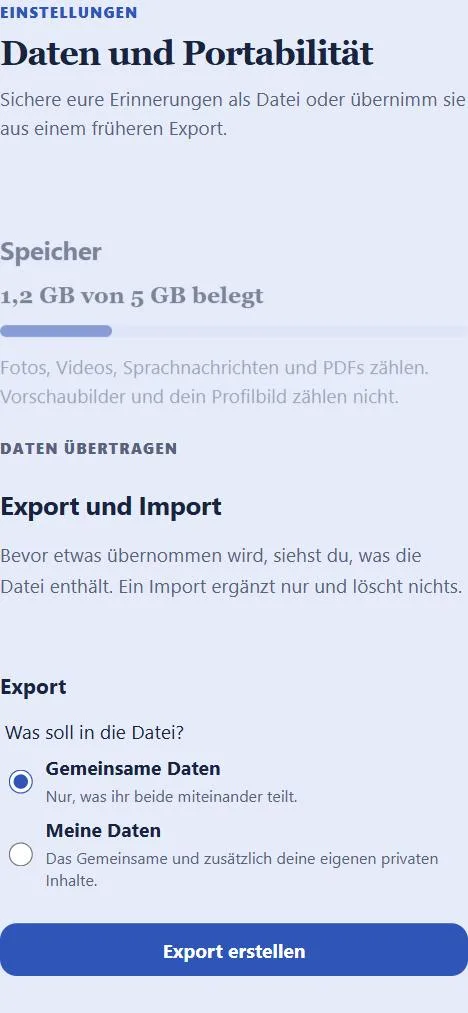 EINSTELLUNGEN
Daten und Portabilität
Sichere eure Erinnerungen als Datei oder übernimm sie
aus einem früheren Export.
Speicher
1,2 GB von 5 GB belegt
Fotos, Videos, Sprachnachrichten und PDFs zählen.
Vorschaubilder und dein Profilbild zählen nicht.
DATEN ÜBERTRAGEN
Export und Import
Bevor etwas übernommen wird, siehst du, was die
Datei enthält. Ein Import ergänzt nur und löscht nichts.
Export
Was soll in die Datei?
Gemeinsame Daten
Nur, was ihr beide miteinander teilt.
Meine Daten
Das Gemeinsame und zusätzlich deine eigenen privaten
Inhalte.
Export erstellen